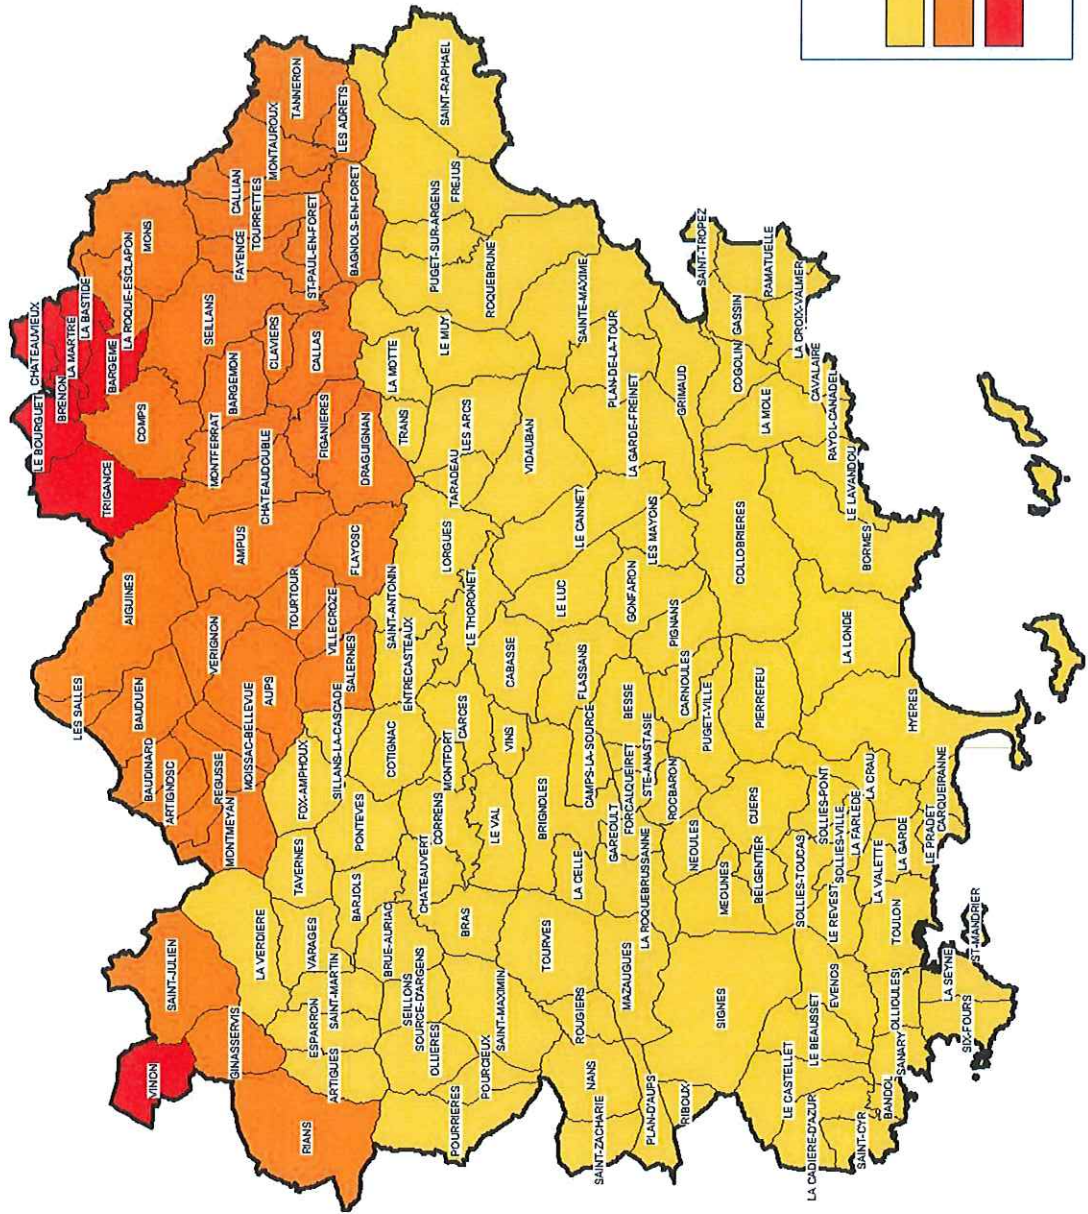 VINON
SAINT-JULIEN
GINASSERVIS
RIANS
LA VERDIERE
VARAGES
SAINT-MARTIN
ESPARRON
ARTIGUES
TAVERNES
BARJOLS
PONTEVES
FOX-AMPHOUX
SILLANS-LA-CASCADE
BRUE-AURIAC
SEILLONS
SOURCE-D'ARGENS
OLLIERES
POURCIEUX
POURRIERES
SAINT-MAXIMIN
BRAS
CHATEAUVERT
CORRENS
MONTFORT
CARCES
COTIGNAC
ENTRECASTEAUX
SAINT-ANTONIN
LE VAL
VINS
BRIGNOLES
LA CELLE
CAMPS-LA-SOURCE
TOURVES
ROUGIERS
NANS
SAINT-ZACHARIE
PLAN-D'AUPS
RIBOUX
MAZAUGUES
LA ROQUEBRUSSANNE
GAREOULT
FORCALQUEIRET
STE-ANASTASIE
BESSE
FLASSANS
CABASSE
LE THORONET
LORGUES
ROCBARON
NEOULES
MEOUNES
BELGENTIER
SIGNES
CUERS
PUGET-VILLE
CARNOULES
PIGNANS
GONFARON
LE LUC
LE CANNET
LES MAYONS
PIERREFEU
COLLOBRIERES
SOLLIES-TOUCAS
SOLLIES-PONT
SOLLIES-VILLE
LA FARLEDE
LA CRAU
LE REVEST
LA VALETTE
LA GARDE
LE PRADET
CARQUEIRANNE
TOULON
EVENOS
LE BEAUSSET
LE CASTELLET
LA CADIERE-D'AZUR
SAINT-CYR
BANDOL
SANARY
OLLIOULES
SIX-FOURS
LA SEYNE
ST-MANDRIER
HYERES
LA LONDE
BORMES
LE LAVANDOU
RAYOL-CANADEL
CAVALAIRE
LA CROIX-VALMER
RAMATUELLE
SAINT-TROPEZ
GASSIN
COGOLIN
LA MOLE
GRIMAUD
LA GARDE-FREINET
PLAN-DE-LA-TOUR
SAINTE-MAXIME
VIDAUBAN
LES ARCS
TARADEAU
TRANS
LA MOTTE
LE MUY
ROQUEBRUNE
PUGET-SUR-ARGENS
FREJUS
SAINT-RAPHAEL
LES ADRETS
TANNERON
MONTAUROUX
CALLIAN
TOURRETTES
FAYENCE
ST-PAUL-EN-FORET
BAGNOLS-EN-FORET
SEILLANS
MONS
LA ROQUE-ESCLAPON
LA BASTIDE
LA MARTRE
CHATEAUVIEUX
BRENON
LE BOURGUET
BARGEME
TRIGANCE
COMPS
BARGEMON
CLAVIERS
CALLAS
MONTFERRAT
CHATEAUDOUBLE
FIGANIERES
DRAGUIGNAN
AMPUS
FLAYOSC
TOURTOUR
VILLECROZE
SALERNES
AUPS
VERIGNON
AIGUINES
LES SALLES
BAUDUEN
BAUDINARD
ARTIGNOSC
REGUSSE
MOISSAC-BELLEVUE
MONTMEYAN